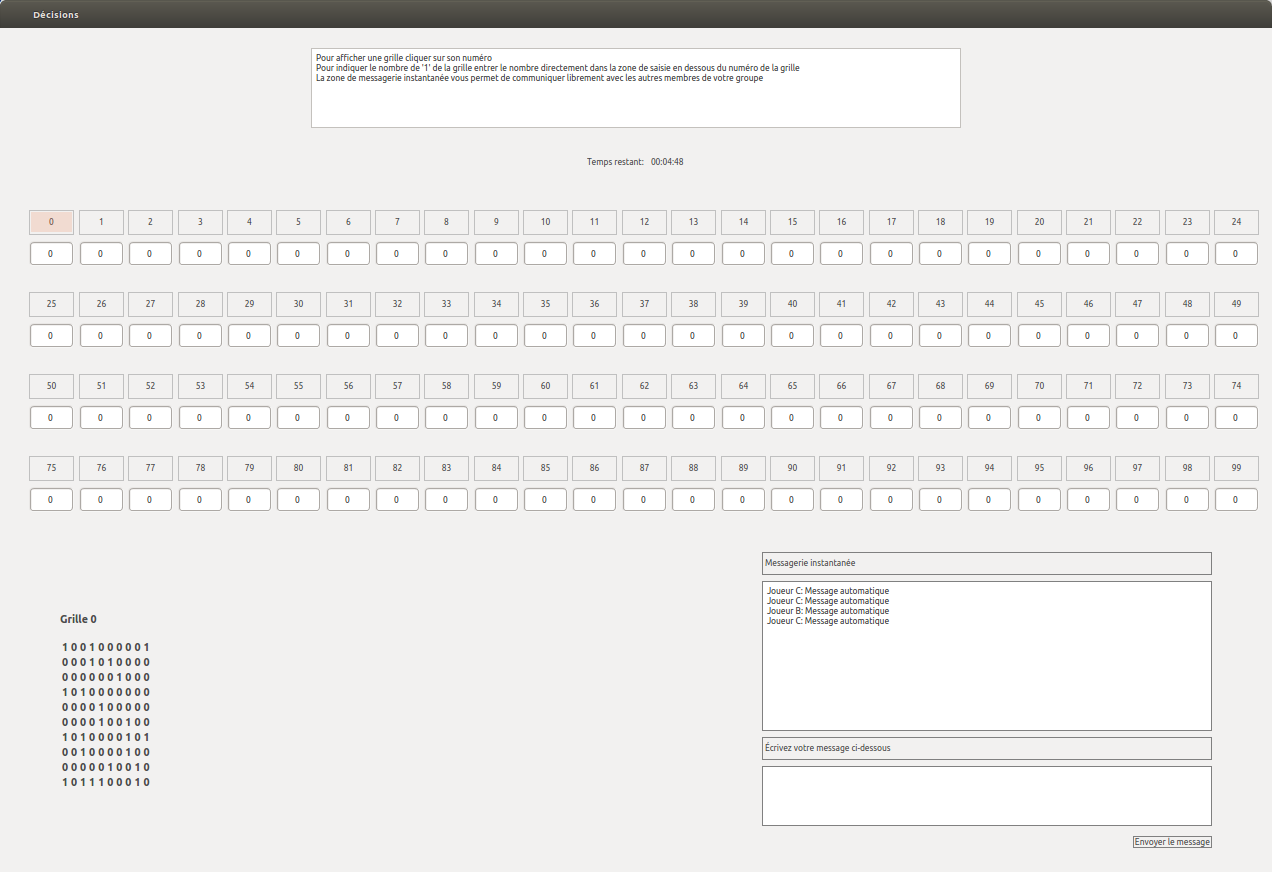 Décisions
Pour afficher une grille cliquer sur son numéro
Pour indiquer le nombre de '1' de la grille entrer le nombre directement dans la zone de saisie en dessous du numéro de la grille
La zone de messagerie instantanée vous permet de communiquer librement avec les autres membres de votre groupe
Temps restant: 00:04:48
0 1 2 3 4 5 6 7 8 9 10 11 12 13 14 15 16 17 18 19 20 21 22 23 24
0 0 0 0 0 0 0 0 0 0 0 0 0 0 0 0 0 0 0 0 0 0 0 0 0
25 26 27 28 29 30 31 32 33 34 35 36 37 38 39 40 41 42 43 44 45 46 47 48 49
0 0 0 0 0 0 0 0 0 0 0 0 0 0 0 0 0 0 0 0 0 0 0 0 0
50 51 52 53 54 55 56 57 58 59 60 61 62 63 64 65 66 67 68 69 70 71 72 73 74
0 0 0 0 0 0 0 0 0 0 0 0 0 0 0 0 0 0 0 0 0 0 0 0 0
75 76 77 78 79 80 81 82 83 84 85 86 87 88 89 90 91 92 93 94 95 96 97 98 99
0 0 0 0 0 0 0 0 0 0 0 0 0 0 0 0 0 0 0 0 0 0 0 0 0
Grille 0
1 0 0 1 0 0 0 0 0 1
0 0 0 1 0 1 0 0 0 0
0 0 0 0 0 0 1 0 0 0
1 0 1 0 0 0 0 0 0 0
0 0 0 0 1 0 0 0 0 0
0 0 0 0 1 0 0 1 0 0
1 0 1 0 0 0 0 1 0 1
0 0 1 0 0 0 0 1 0 0
0 0 0 0 0 1 0 0 1 0
1 0 1 1 1 0 0 0 1 0
Messagerie instantanée
Joueur C: Message automatique
Joueur C: Message automatique
Joueur B: Message automatique
Joueur C: Message automatique
Écrivez votre message ci-dessous
Envoyer le message